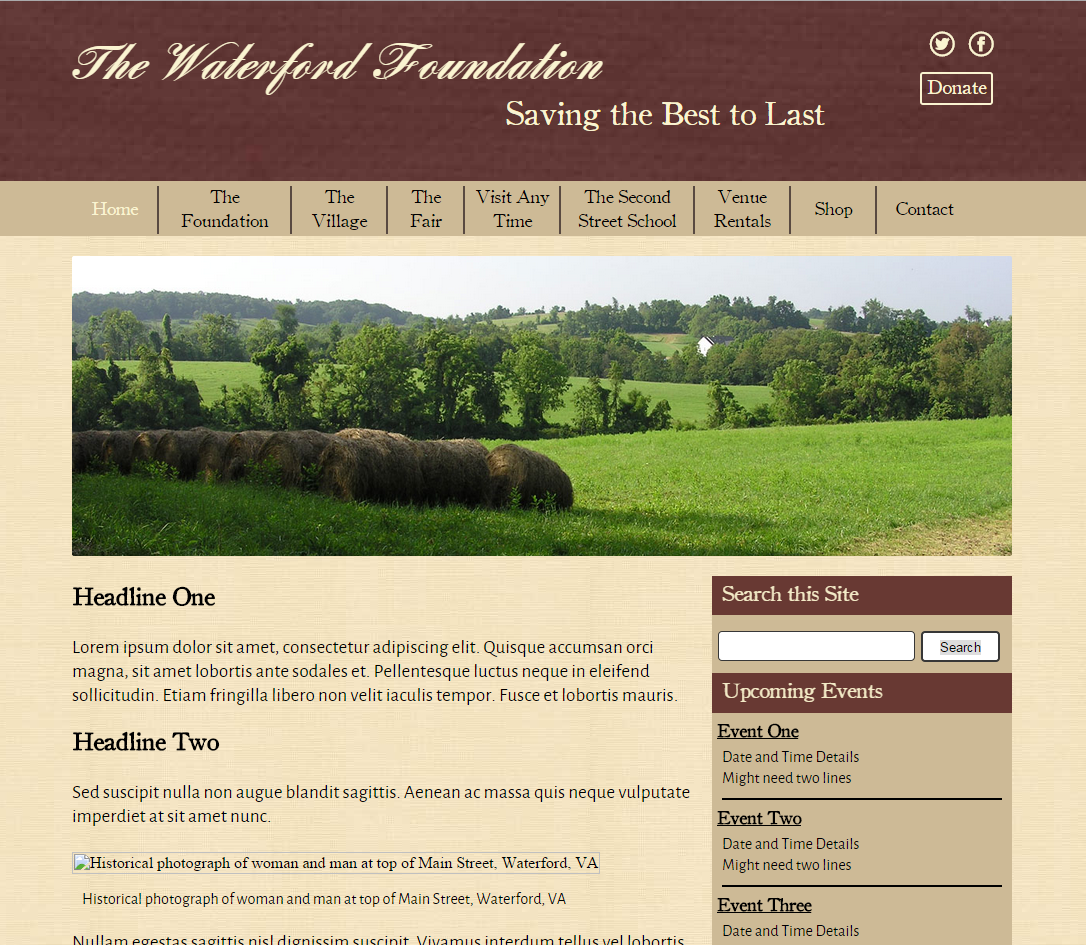 The Waterford Foundation
Saving the Best to Last
Donate
Home
The
Foundation
The
Village
The
Fair
Visit Any
Time
The Second
Street School
Venue
Rentals
Shop
Contact
Headline One
Lorem ipsum dolor sit amet, consectetur adipiscing elit. Quisque accumsan orci
magna, sit amet lobortis ante sodales et. Pellentesque luctus neque in eleifend
sollicitudin. Etiam fringilla libero non velit iaculis tempor. Fusce et lobortis mauris.
Headline Two
Sed suscipit nulla non augue blandit sagittis. Aenean ac massa quis neque vulputate
imperdiet at sit amet nunc.
Historical photograph of woman and man at top of Main Street, Waterford, VA
Historical photograph of woman and man at top of Main Street, Waterford, VA
Nullam egestas sagittis nisl dignissim suscipit. Vivamus interdum tellus vel lobortis
Search this Site
Search
Upcoming Events
Event One
Date and Time Details
Might need two lines
Event Two
Date and Time Details
Might need two lines
Event Three
Date and Time Details